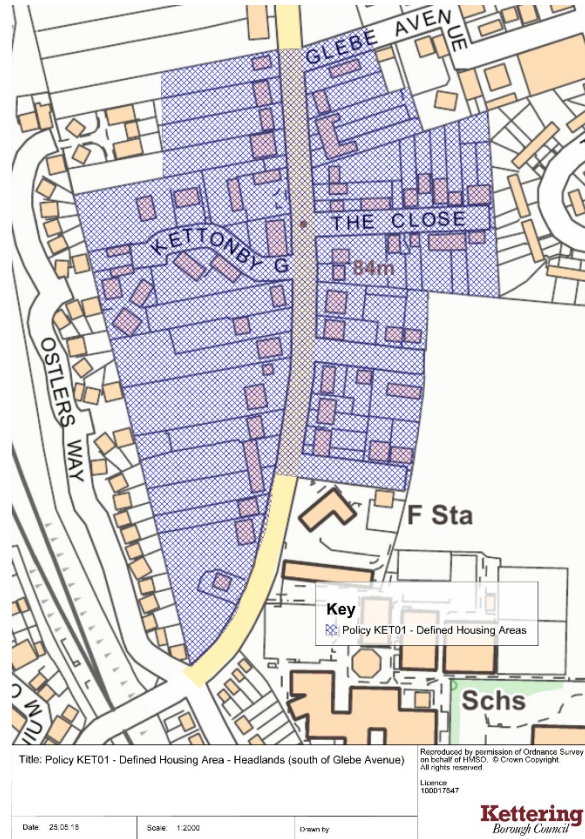 GLEBE AVENUE
THE CLOSE
KETTONBY G
84m
OSTLERS WAY
F Sta
Key
Policy KET01 - Defined Housing Areas
Schs
Title: Policy KET01 - Defined Housing Area - Headlands (south of Glebe Avenue)
Reproduced by permission of Ordnance Survey
on behalf of HMSO. © Crown Copyright.
All rights reserved.
Licence
100017647
Date: 25.05.18
Scale: 1:2000
Drawn by:
Kettering
Borough Council